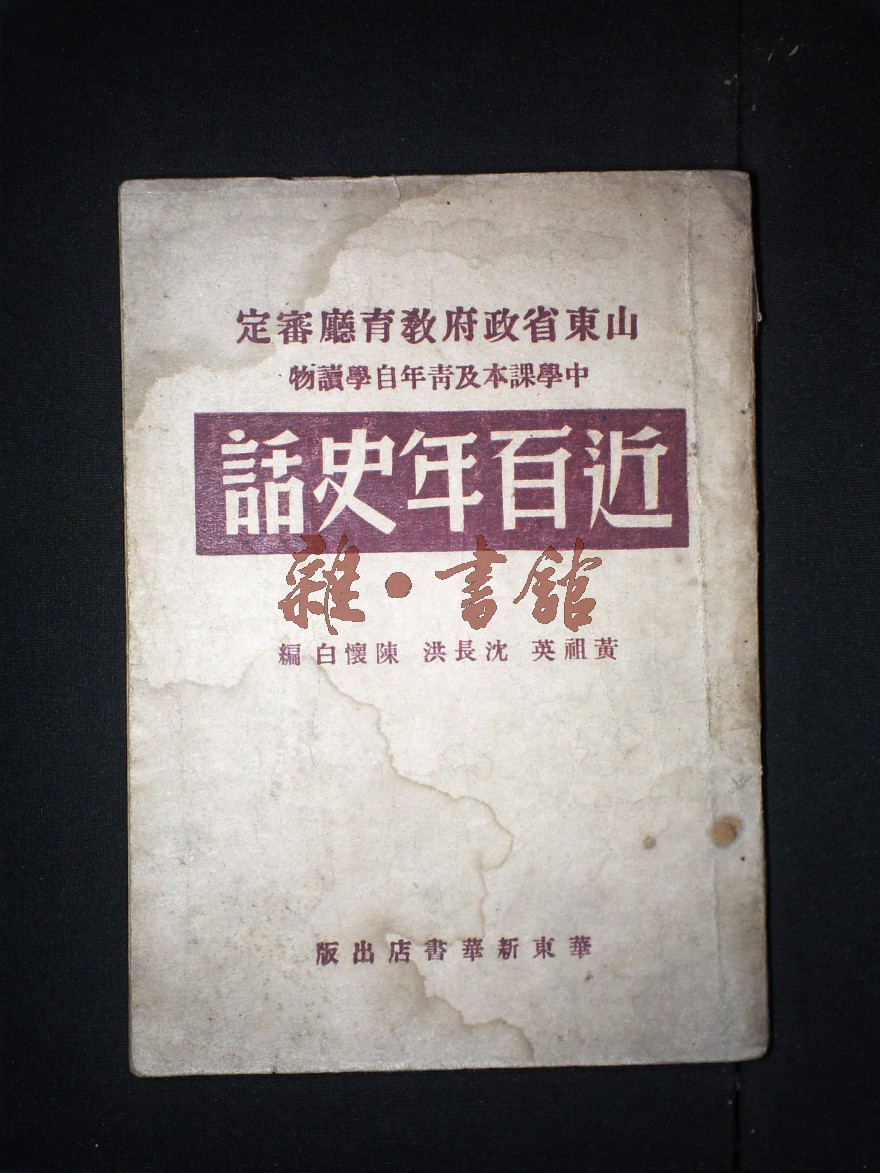 山東省政府教育廳審定
中學課本及靑年自學讀物
近百年史話
雜·書館
黃祖英 沈長洪 陳懷白 編
華東新華書店出版